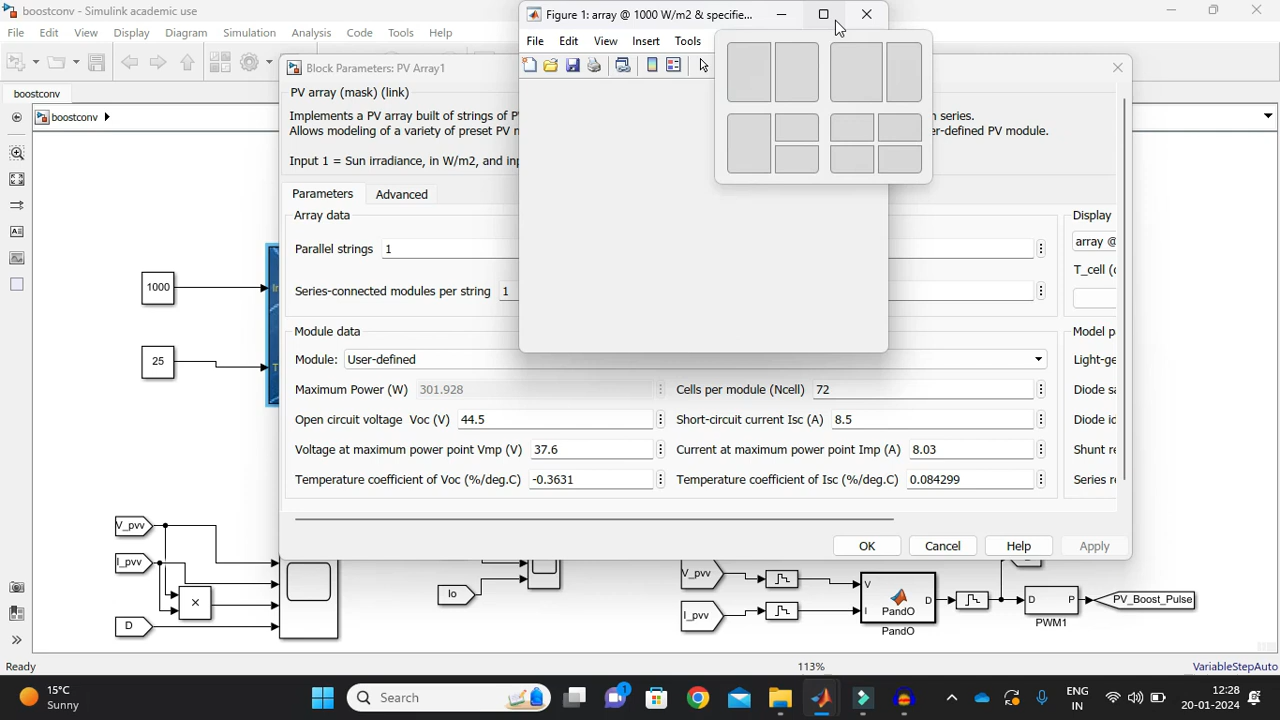 boostconv - Simulink academic use
File Edit View Display Diagram Simulation Analysis Code Tools Help
boostconv
boostconv
Figure 1: array @ 1000 W/m2 & specifie...
File Edit View Insert Tools
Block Parameters: PV Array1
PV array (mask) (link)
Implements a PV array built of strings of P
n series.
Allows modeling of a variety of preset PV m
er-defined PV module.
Input 1 = Sun irradiance, in W/m2, and inp
Parameters Advanced
Array data
Display
Parallel strings 1
array @
T_cell (
Series-connected modules per string 1
Module data
Model p
Module: User-defined
Light-ge
Maximum Power (W) 301.928
Cells per module (Ncell) 72
Diode sa
Open circuit voltage Voc (V) 44.5
Short-circuit current Isc (A) 8.5
Diode id
Voltage at maximum power point Vmp (V) 37.6
Current at maximum power point Imp (A) 8.03
Shunt re
Temperature coefficient of Voc (%/deg.C) -0.3631
Temperature coefficient of Isc (%/deg.C) 0.084299
Series re
OK Cancel Help Apply
1000
25
In
T
V_pvv
I_pvv
×
D
Io
V_pvv
I_pvv
V
I
D
PandO
PandO
D P
PWM1
PV_Boost_Pulse
Ready
113%
VariableStepAuto
15°C
Sunny
Search
1
ENG
IN
12:28
20-01-2024